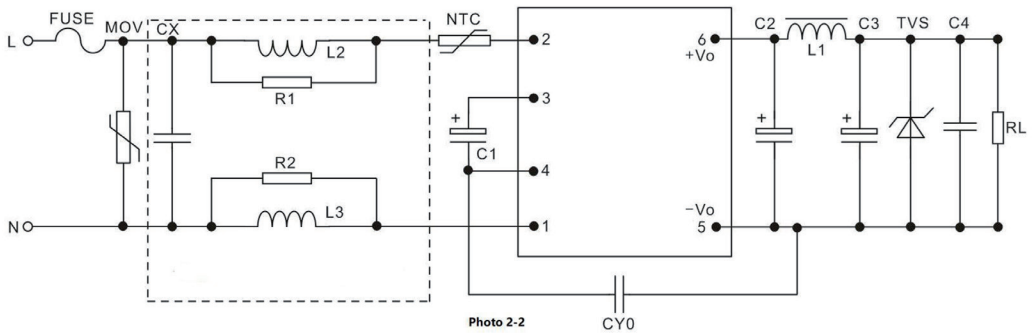 FUSE
MOV
CX
NTC
L
L2
R1
2
3
C1
4
6
+Vo
C2
L1
C3
TVS
C4
RL
R2
L3
N
1
−Vo
5
CY0
Photo 2-2